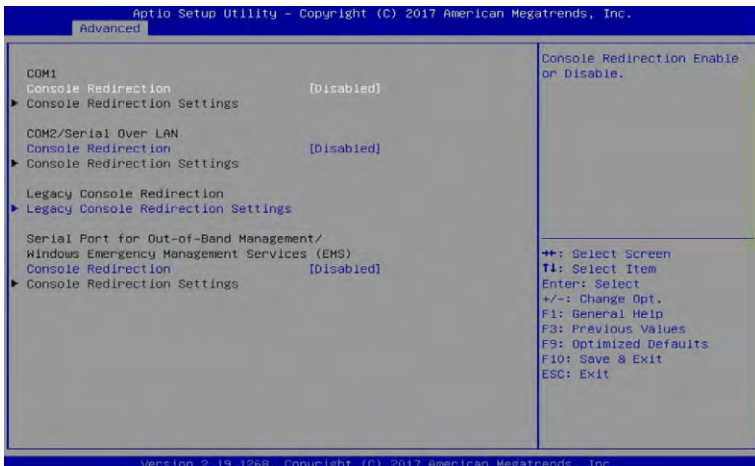 Aptio Setup Utility – Copyright (C) 2017 American Megatrends, Inc.
Advanced
COM1
Console Redirection [Disabled]
▶ Console Redirection Settings
COM2/Serial Over LAN
Console Redirection [Disabled]
▶ Console Redirection Settings
Legacy Console Redirection
▶ Legacy Console Redirection Settings
Serial Port for Out-of-Band Management/
Windows Emergency Management Services (EMS)
Console Redirection [Disabled]
▶ Console Redirection Settings
Console Redirection Enable
or Disable.
→←: Select Screen
↑↓: Select Item
Enter: Select
+/-: Change Opt.
F1: General Help
F3: Previous Values
F9: Optimized Defaults
F10: Save & Exit
ESC: Exit
Version 2.19.1268. Copyright (C) 2017 American Megatrends, Inc.